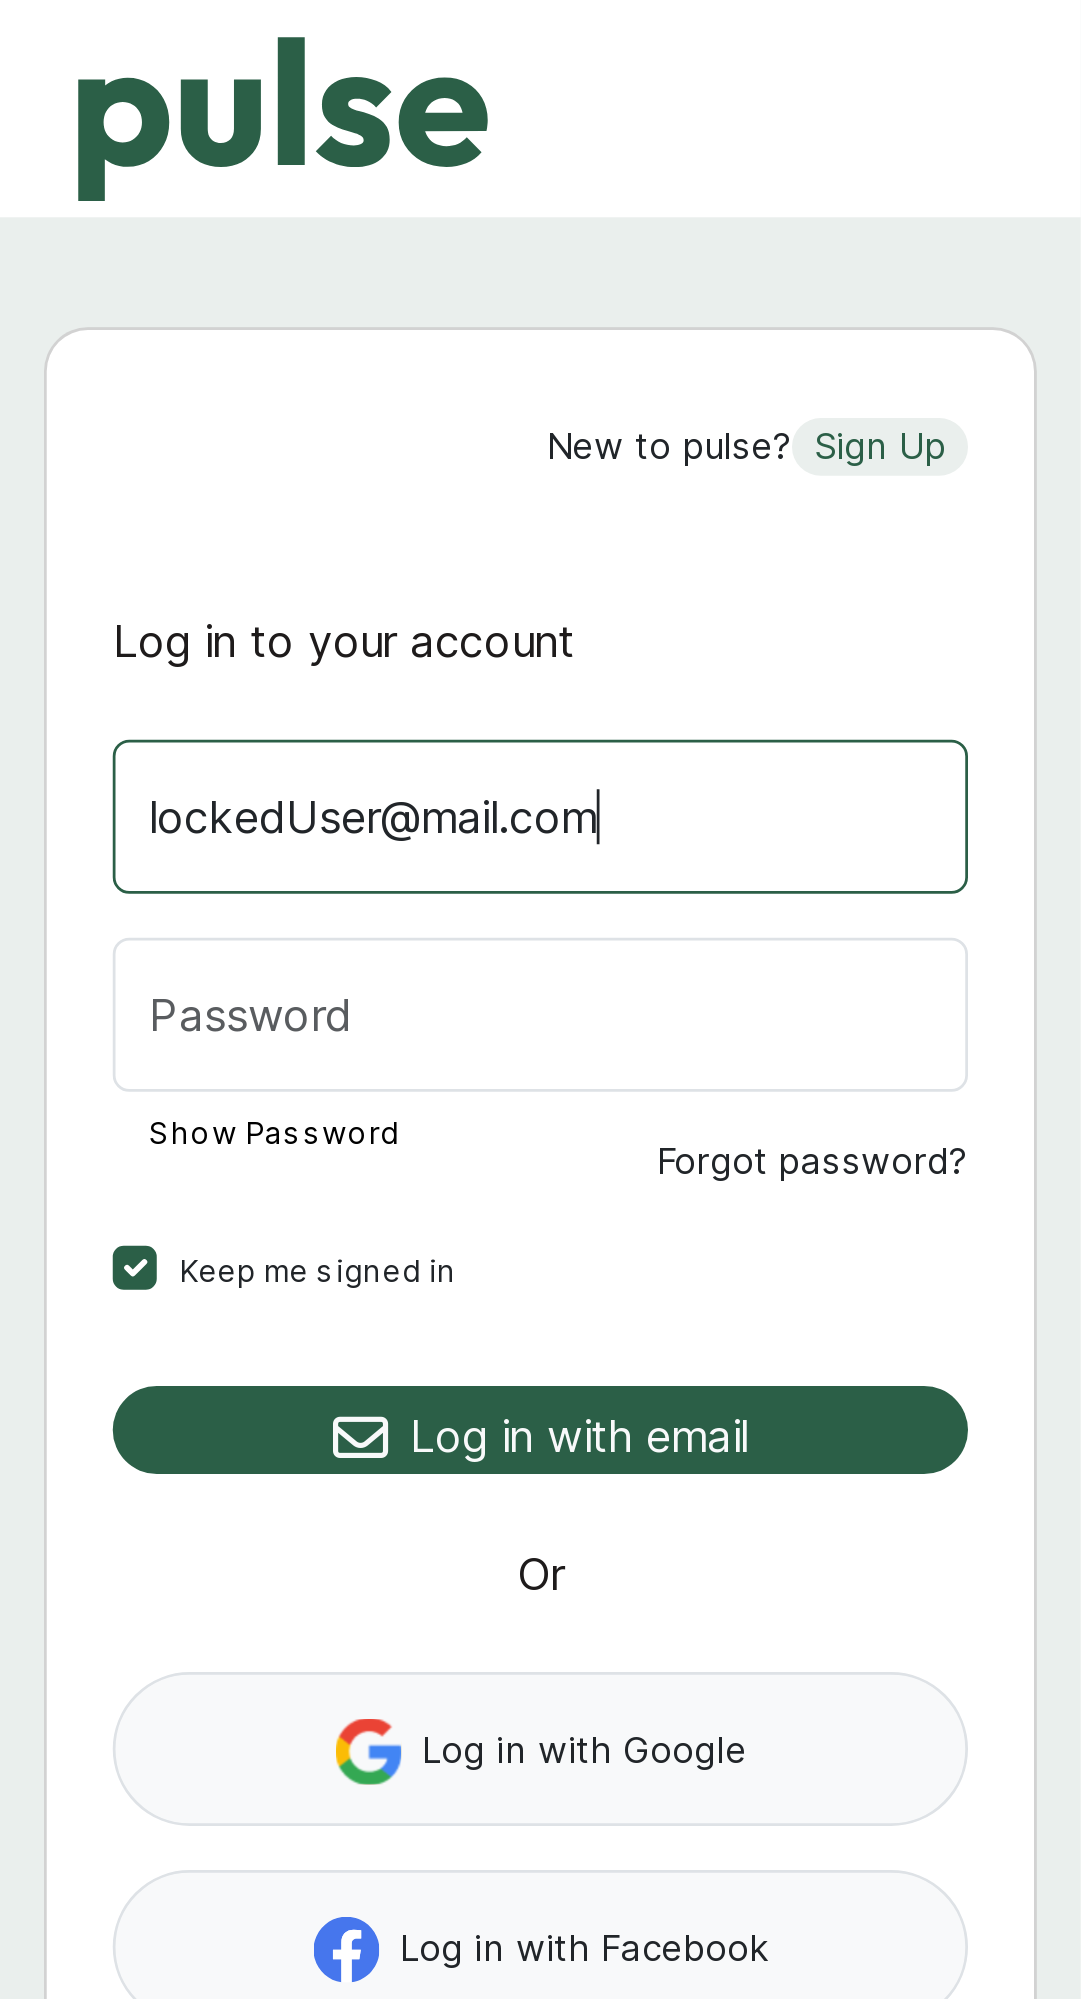 pulse
New to pulse? Sign Up
Log in to your account
lockedUser@mail.com
Password
Show Password
Forgot password?
Keep me signed in
Log in with email
Or
Log in with Google
Log in with Facebook